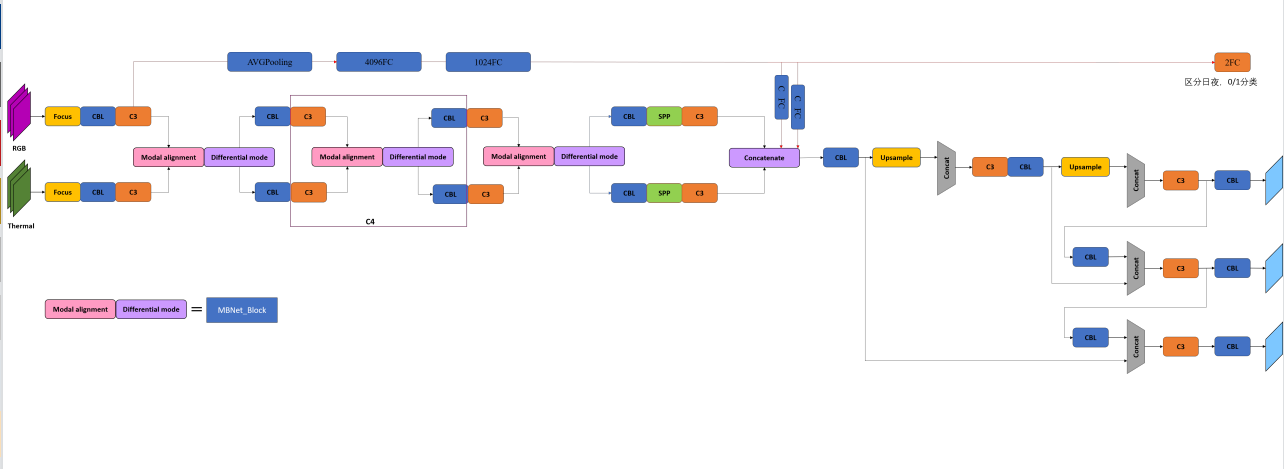 AVGPooling
4096FC
1024FC
2FC
区分日夜，0/1分类
C_FC
C_FC
Focus
CBL
C3
CBL
C3
CBL
C3
CBL
SPP
C3
RGB
Modal alignment
Differential mode
Modal alignment
Differential mode
Modal alignment
Differential mode
Concatenate
CBL
Upsample
Concat
C3
CBL
Upsample
Concat
C3
CBL
Focus
CBL
C3
CBL
C3
CBL
C3
CBL
SPP
C3
Thermal
C4
CBL
Concat
C3
CBL
Modal alignment
Differential mode
=
MBNet_Block
CBL
Concat
C3
CBL